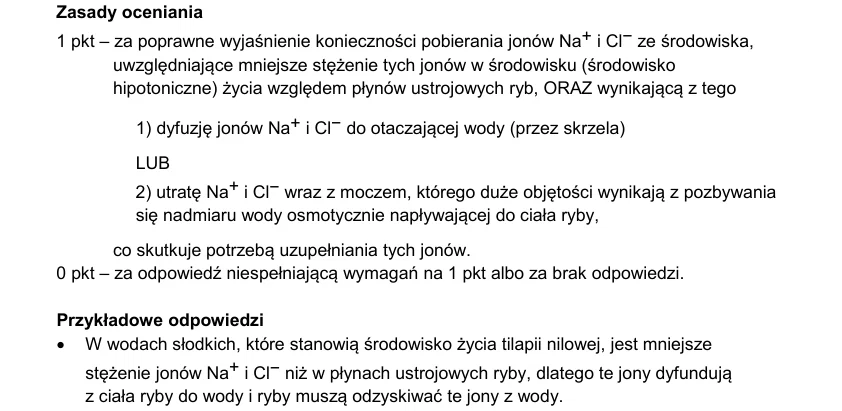 Zasady oceniania
1 pkt – za poprawne wyjaśnienie konieczności pobierania jonów Na⁺ i Cl⁻ ze środowiska,
uwzględniające mniejsze stężenie tych jonów w środowisku (środowisko
hipotoniczne) życia względem płynów ustrojowych ryb, ORAZ wynikającą z tego
1) dyfuzję jonów Na⁺ i Cl⁻ do otaczającej wody (przez skrzela)
LUB
2) utratę Na⁺ i Cl⁻ wraz z moczem, którego duże objętości wynikają z pozbywania
się nadmiaru wody osmotycznie napływającej do ciała ryby,
co skutkuje potrzebą uzupełniania tych jonów.
0 pkt – za odpowiedź niespełniającą wymagań na 1 pkt albo za brak odpowiedzi.
Przykładowe odpowiedzi
• W wodach słodkich, które stanowią środowisko życia tilapii nilowej, jest mniejsze
stężenie jonów Na⁺ i Cl⁻ niż w płynach ustrojowych ryby, dlatego te jony dyfundują
z ciała ryby do wody i ryby muszą odzyskiwać te jony z wody.